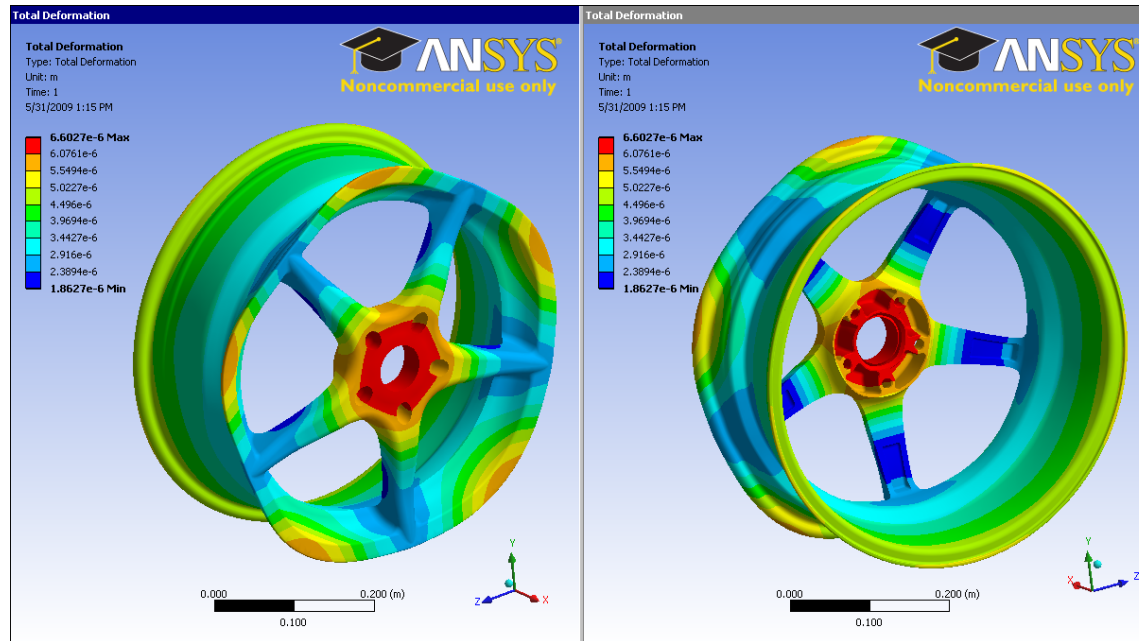 Total Deformation
Total Deformation
Type: Total Deformation
Unit: m
Time: 1
5/31/2009 1:15 PM
ANSYS®
Noncommercial use only
6.6027e-6 Max
6.0761e-6
5.5494e-6
5.0227e-6
4.496e-6
3.9694e-6
3.4427e-6
2.916e-6
2.3894e-6
1.8627e-6 Min
0.000
0.200 (m)
0.100
Y
Z
X
Total Deformation
Total Deformation
Type: Total Deformation
Unit: m
Time: 1
5/31/2009 1:15 PM
ANSYS®
Noncommercial use only
6.6027e-6 Max
6.0761e-6
5.5494e-6
5.0227e-6
4.496e-6
3.9694e-6
3.4427e-6
2.916e-6
2.3894e-6
1.8627e-6 Min
0.000
0.200 (m)
0.100
Y
X
Z